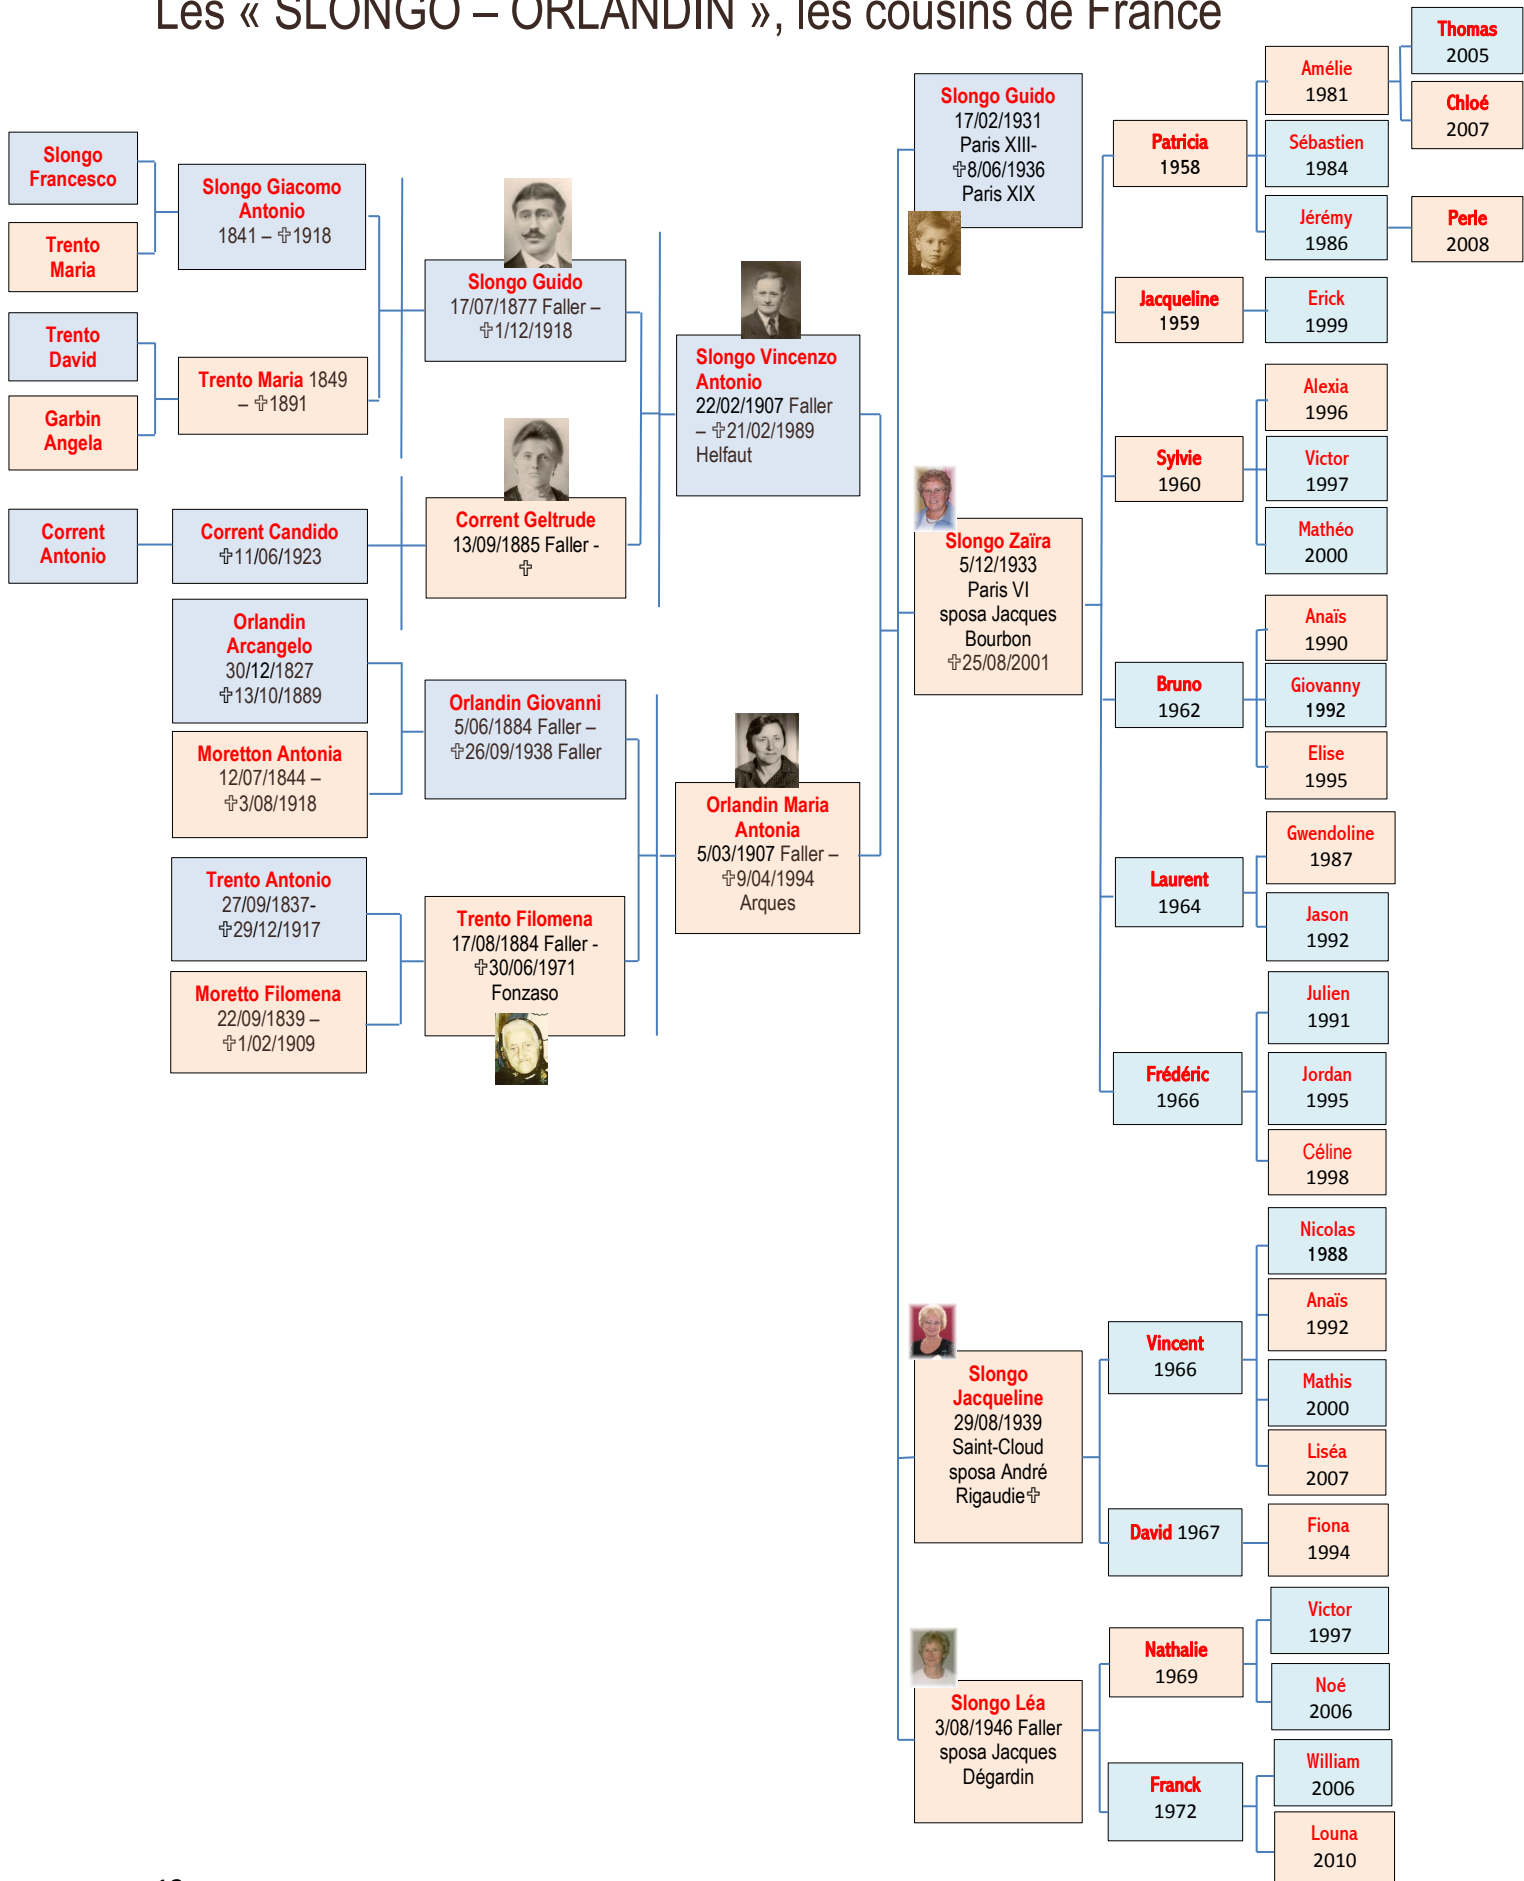 Les « SLONGO – ORLANDIN », les cousins de France
Slongo
Francesco
Trento
Maria
Trento
David
Garbin
Angela
Corrent
Antonio
Slongo Giacomo
Antonio
1841 – ✞1918
Trento Maria 1849
– ✞1891
Corrent Candido
✞11/06/1923
Orlandin
Arcangelo
30/12/1827
✞13/10/1889
Moretton Antonia
12/07/1844 –
✞3/08/1918
Trento Antonio
27/09/1837-
✞29/12/1917
Moretto Filomena
22/09/1839 –
✞1/02/1909
Slongo Guido
17/07/1877 Faller –
✞1/12/1918
Corrent Geltrude
13/09/1885 Faller -
✞
Orlandin Giovanni
5/06/1884 Faller –
✞26/09/1938 Faller
Trento Filomena
17/08/1884 Faller -
✞30/06/1971
Fonzaso
Slongo Vincenzo
Antonio
22/02/1907 Faller
– ✞21/02/1989
Helfaut
Orlandin Maria
Antonia
5/03/1907 Faller –
✞9/04/1994
Arques
Slongo Guido
17/02/1931
Paris XIII-
✞8/06/1936
Paris XIX
Slongo Zaïra
5/12/1933
Paris VI
sposa Jacques
Bourbon
✞25/08/2001
Slongo
Jacqueline
29/08/1939
Saint-Cloud
sposa André
Rigaudie✞
Slongo Léa
3/08/1946 Faller
sposa Jacques
Dégardin
Patricia
1958
Jacqueline
1959
Sylvie
1960
Bruno
1962
Laurent
1964
Frédéric
1966
Vincent
1966
David 1967
Nathalie
1969
Franck
1972
Amélie
1981
Sébastien
1984
Jérémy
1986
Erick
1999
Alexia
1996
Victor
1997
Mathéo
2000
Anaïs
1990
Giovanny
1992
Elise
1995
Gwendoline
1987
Jason
1992
Julien
1991
Jordan
1995
Céline
1998
Nicolas
1988
Anaïs
1992
Mathis
2000
Liséa
2007
Fiona
1994
Victor
1997
Noé
2006
William
2006
Louna
2010
Thomas
2005
Chloé
2007
Perle
2008